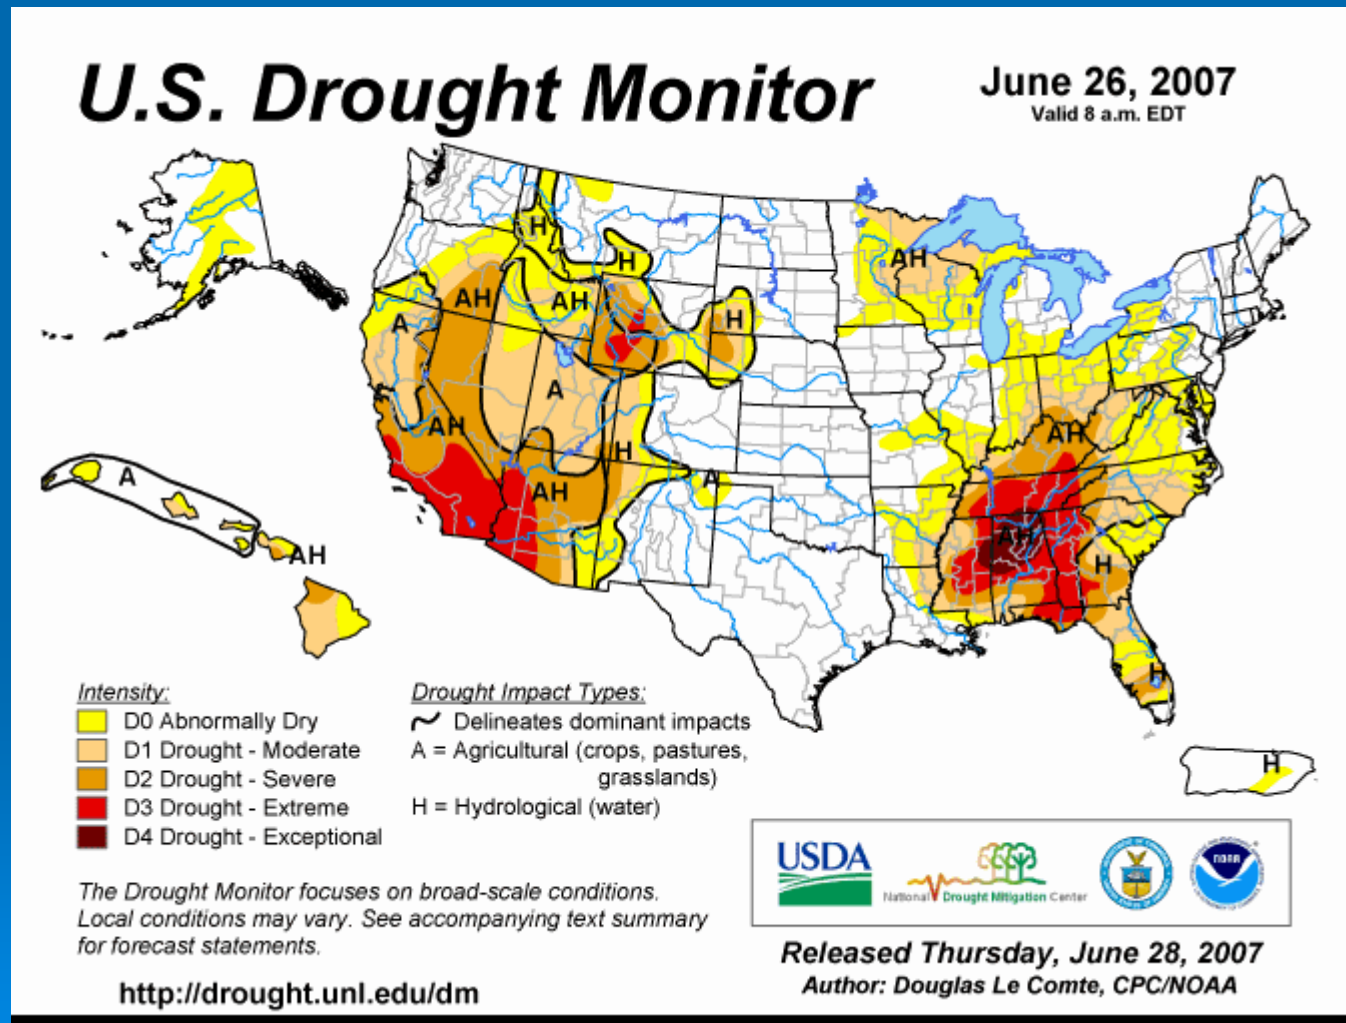 U.S. Drought Monitor
June 26, 2007
Valid 8 a.m. EDT
H
H
AH
AH
AH
A
H
A
AH
H
AH
A
AH
A
AH
H
AH
H
H
H
Intensity:
D0 Abnormally Dry
D1 Drought - Moderate
D2 Drought - Severe
D3 Drought - Extreme
D4 Drought - Exceptional
Drought Impact Types:
Delineates dominant impacts
A = Agricultural (crops, pastures,
grasslands)
H = Hydrological (water)
USDA
National Drought Mitigation Center
NOAA
The Drought Monitor focuses on broad-scale conditions.
Local conditions may vary. See accompanying text summary
for forecast statements.
http://drought.unl.edu/dm
Released Thursday, June 28, 2007
Author: Douglas Le Comte, CPC/NOAA